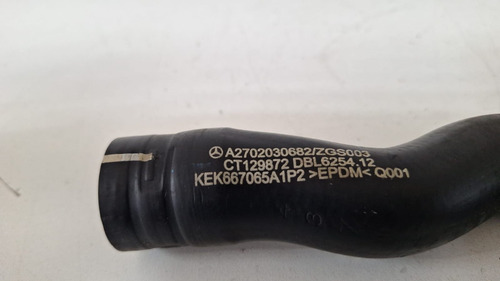 A2702030682/ZGS003
CT129872 DBL6254.12
KEK667065A1P2 >EPDM< Q001